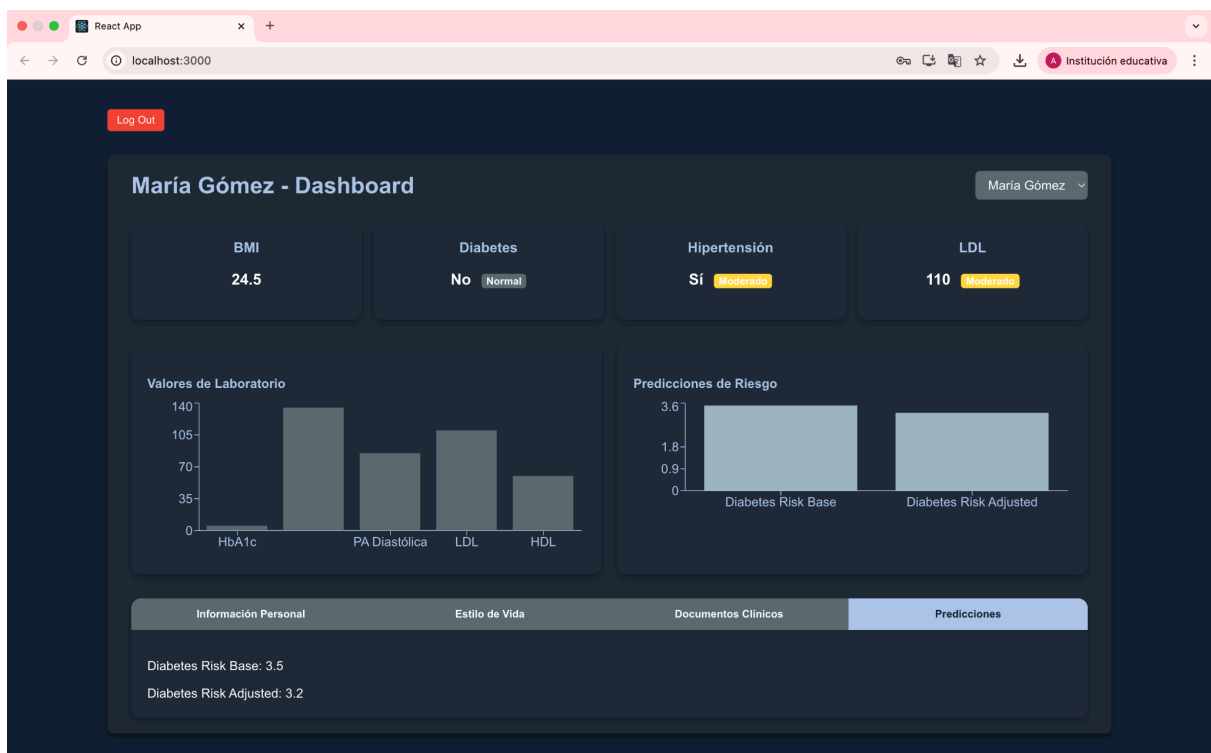 React App
localhost:3000
A Institución educativa
Log Out
María Gómez - Dashboard
María Gómez
BMI
24.5
Diabetes
No Normal
Hipertensión
Sí Moderado
LDL
110 Moderado
Valores de Laboratorio
140
105
70
35
0
HbA1c PA Diastólica LDL HDL
Predicciones de Riesgo
3.6
1.8
0.9
0
Diabetes Risk Base Diabetes Risk Adjusted
Información Personal Estilo de Vida Documentos Clínicos Predicciones
Diabetes Risk Base: 3.5
Diabetes Risk Adjusted: 3.2